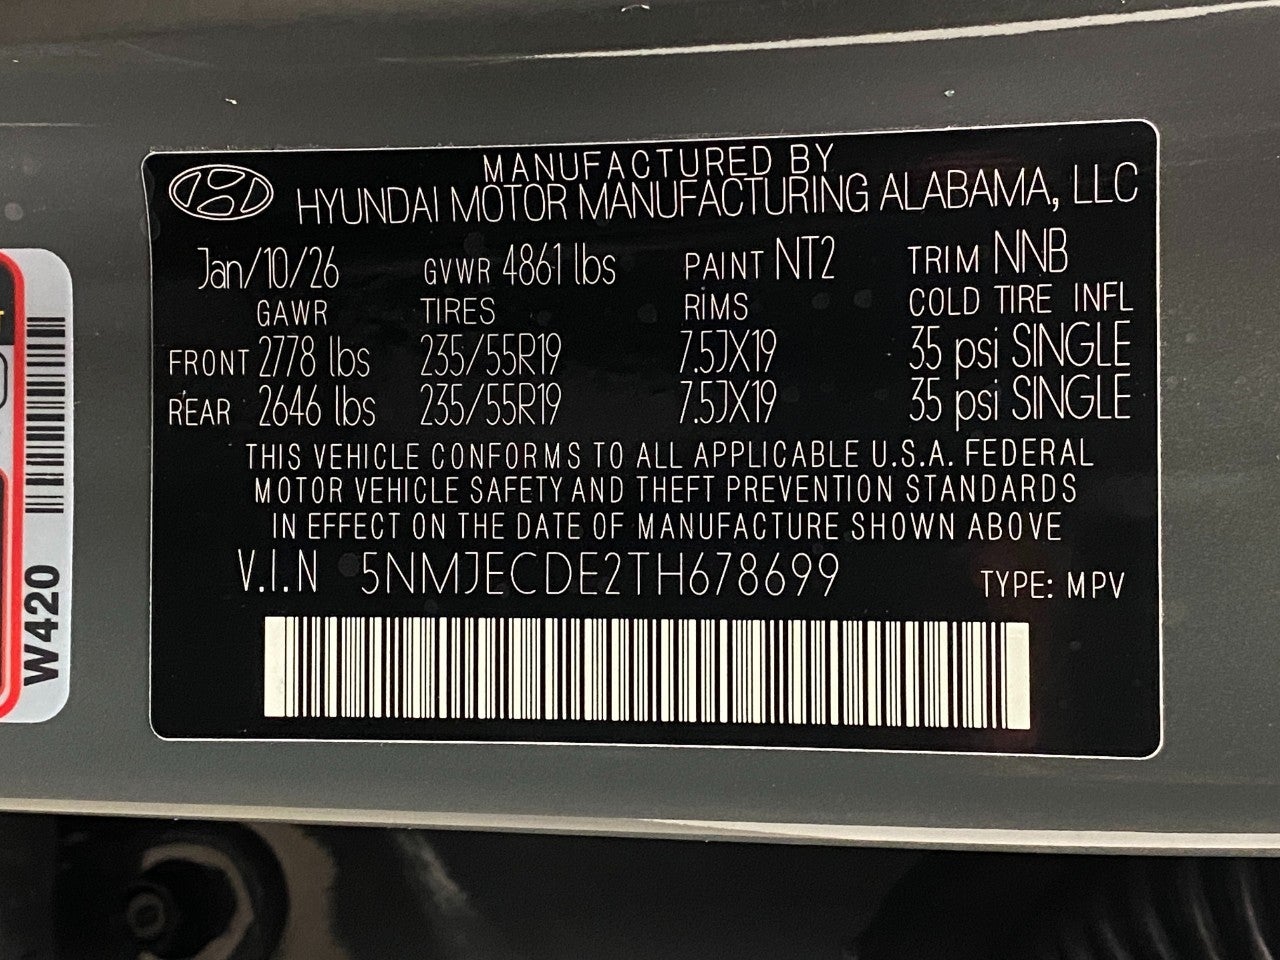 MANUFACTURED BY
HYUNDAI MOTOR MANUFACTURING ALABAMA, LLC
Jan/10/26 GVWR 4861 lbs PAINT NT2 TRIM NNB
GAWR TIRES RIMS COLD TIRE INFL
FRONT 2778 lbs 235/55R19 7.5JX19 35 psi SINGLE
REAR 2646 lbs 235/55R19 7.5JX19 35 psi SINGLE
THIS VEHICLE CONFORMS TO ALL APPLICABLE U.S.A. FEDERAL
MOTOR VEHICLE SAFETY AND THEFT PREVENTION STANDARDS
IN EFFECT ON THE DATE OF MANUFACTURE SHOWN ABOVE
V.I.N 5NMJECDE2TH678699 TYPE: MPV
W420